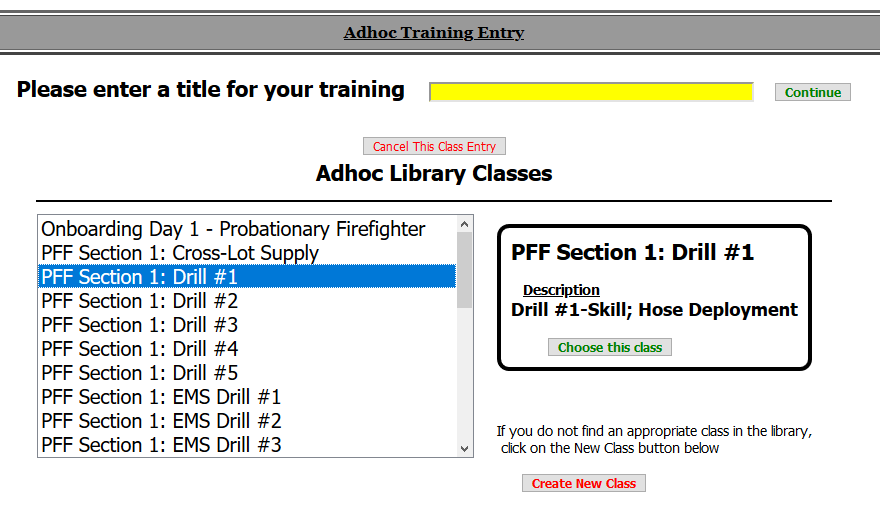 Adhoc Training Entry
Please enter a title for your training
Continue
Cancel This Class Entry
Adhoc Library Classes
Onboarding Day 1 - Probationary Firefighter
PFF Section 1: Cross-Lot Supply
PFF Section 1: Drill #1
PFF Section 1: Drill #2
PFF Section 1: Drill #3
PFF Section 1: Drill #4
PFF Section 1: Drill #5
PFF Section 1: EMS Drill #1
PFF Section 1: EMS Drill #2
PFF Section 1: EMS Drill #3
PFF Section 1: Drill #1
Description
Drill #1-Skill; Hose Deployment
Choose this class
If you do not find an appropriate class in the library,
click on the New Class button below
Create New Class